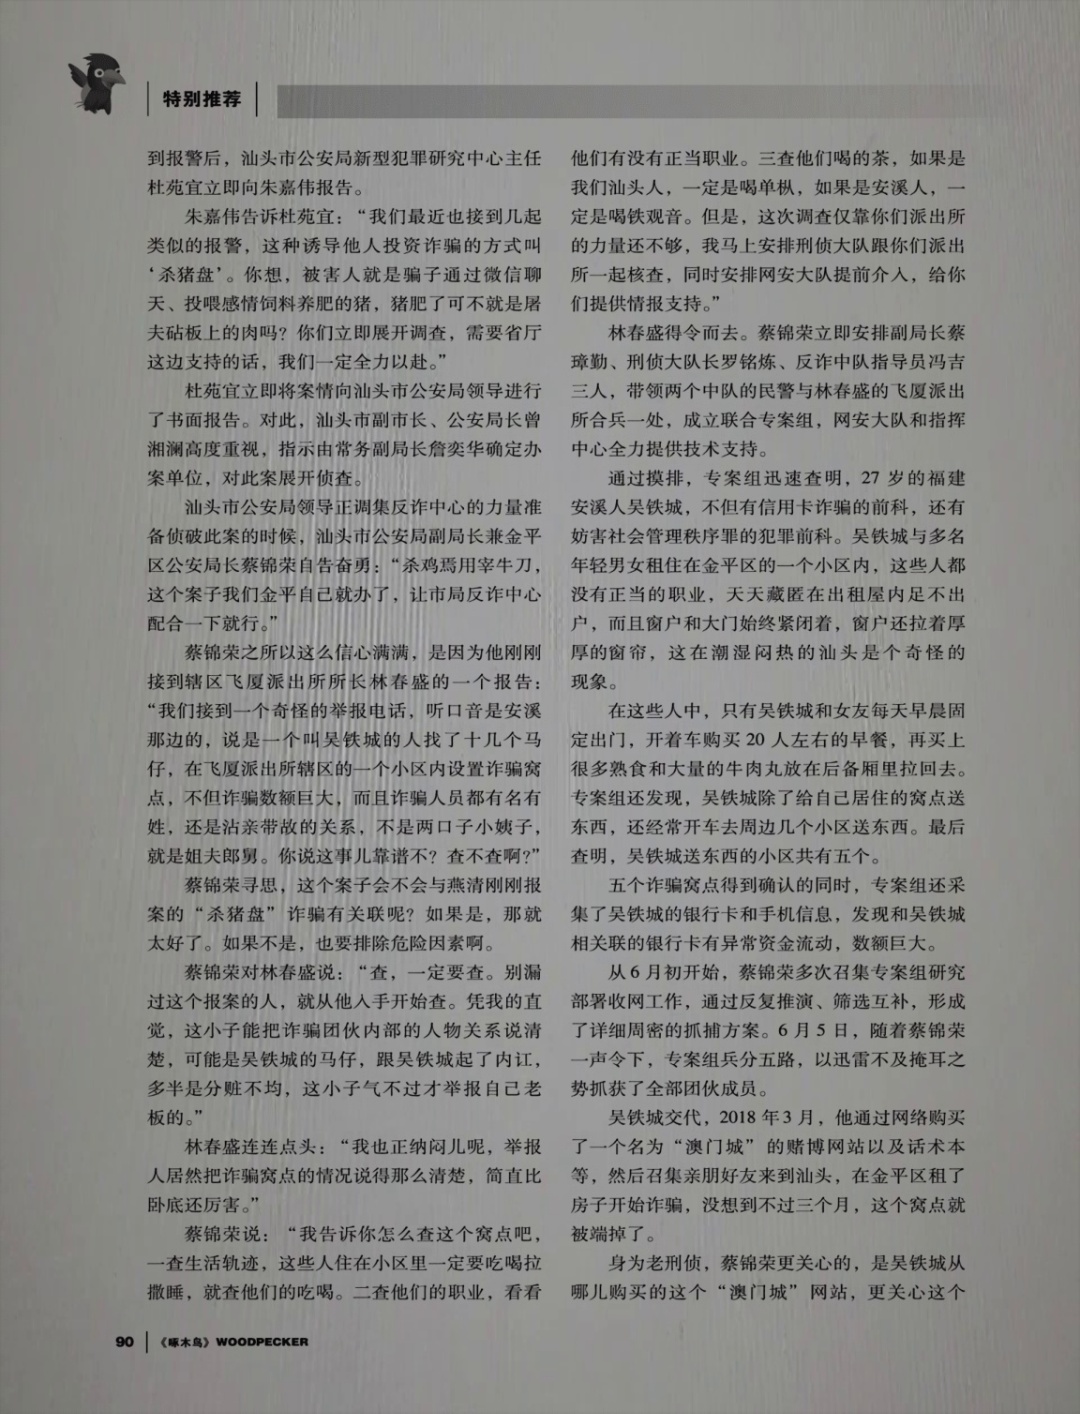 特别推荐
到报警后，汕头市公安局新型犯罪研究中心主任
杜苑宜立即向朱嘉伟报告。
朱嘉伟告诉杜苑宜：“我们最近也接到几起
类似的报警，这种诱导他人投资诈骗的方式叫
‘杀猪盘’。你想，被害人就是骗子通过微信聊
天、投喂感情饲料养肥的猪，猪肥了可不就是屠
夫砧板上的肉吗？你们立即展开调查，需要省厅
这边支持的话，我们一定全力以赴。”
杜苑宜立即将案情向汕头市公安局领导进行
了书面报告。对此，汕头市副市长、公安局长曾
湘澜高度重视，指示由常务副局长詹奕华确定办
案单位，对此案展开侦查。
汕头市公安局领导正调集反诈中心的力量准
备侦破此案的时候，汕头市公安局副局长兼金平
区公安局长蔡锦荣自告奋勇：“杀鸡焉用宰牛刀，
这个案子我们金平自己就办了，让市局反诈中心
配合一下就行。”
蔡锦荣之所以这么信心满满，是因为他刚刚
接到辖区飞厦派出所所长林春盛的一个报告：
“我们接到一个奇怪的举报电话，听口音是安溪
那边的，说是一个叫吴铁城的人找了十几个马
仔，在飞厦派出所辖区的一个小区内设置诈骗窝
点，不但诈骗数额巨大，而且诈骗人员都有名有
姓，还是沾亲带故的关系，不是两口子小姨子，
就是姐夫郎舅。你说这事儿靠谱不？查不查啊?”
蔡锦荣寻思，这个案子会不会与燕清刚刚报
案的“杀猪盘”诈骗有关联呢？如果是，那就
太好了。如果不是，也要排除危险因素啊。
蔡锦荣对林春盛说：“查，一定要查。别漏
过这个报案的人，就从他入手开始查。凭我的直
觉，这小子能把诈骗团伙内部的人物关系说清
楚，可能是吴铁城的马仔，跟吴铁城起了内讧，
多半是分赃不均，这小子气不过才举报自己老
板的。”
林春盛连连点头：“我也正纳闷儿呢，举报
人居然把诈骗窝点的情况说得那么清楚，简直比
卧底还厉害。”
蔡锦荣说：“我告诉你怎么查这个窝点吧，
一查生活轨迹，这些人住在小区里一定要吃喝拉
撒睡，就查他们的吃喝。二查他们的职业，看看
他们有没有正当职业。三查他们喝的茶，如果是
我们汕头人，一定是喝单枞，如果是安溪人，一
定是喝铁观音。但是，这次调查仅靠你们派出所
的力量还不够，我马上安排刑侦大队跟你们派出
所一起核查，同时安排网安大队提前介入，给你
们提供情报支持。”
林春盛得令而去。蔡锦荣立即安排副局长蔡
璋勤、刑侦大队长罗铭炼、反诈中队指导员冯吉
三人，带领两个中队的民警与林春盛的飞厦派出
所合兵一处，成立联合专案组，网安大队和指挥
中心全力提供技术支持。
通过摸排，专案组迅速查明，27 岁的福建
安溪人吴铁城，不但有信用卡诈骗的前科，还有
妨害社会管理秩序罪的犯罪前科。吴铁城与多名
年轻男女租住在金平区的一个小区内，这些人都
没有正当的职业，天天藏匿在出租屋内足不出
户，而且窗户和大门始终紧闭着，窗户还拉着厚
厚的窗帘，这在潮湿闷热的汕头是个奇怪的
现象。
在这些人中，只有吴铁城和女友每天早晨固
定出门，开着车购买 20 人左右的早餐，再买上
很多熟食和大量的牛肉丸放在后备厢里拉回去。
专案组还发现，吴铁城除了给自己居住的窝点送
东西，还经常开车去周边几个小区送东西。最后
查明，吴铁城送东西的小区共有五个。
五个诈骗窝点得到确认的同时，专案组还采
集了吴铁城的银行卡和手机信息，发现和吴铁城
相关联的银行卡有异常资金流动，数额巨大。
从 6 月初开始，蔡锦荣多次召集专案组研究
部署收网工作，通过反复推演、筛选互补，形成
了详细周密的抓捕方案。6 月 5 日，随着蔡锦荣
一声令下，专案组兵分五路，以迅雷不及掩耳之
势抓获了全部团伙成员。
吴铁城交代，2018 年 3 月，他通过网络购买
了一个名为“澳门城”的赌博网站以及话术本
等，然后召集亲朋好友来到汕头，在金平区租了
房子开始诈骗，没想到不过三个月，这个窝点就
被端掉了。
身为老刑侦，蔡锦荣更关心的，是吴铁城从
哪儿购买的这个“澳门城”网站，更关心这个
90 《啄木鸟》WOODPECKER